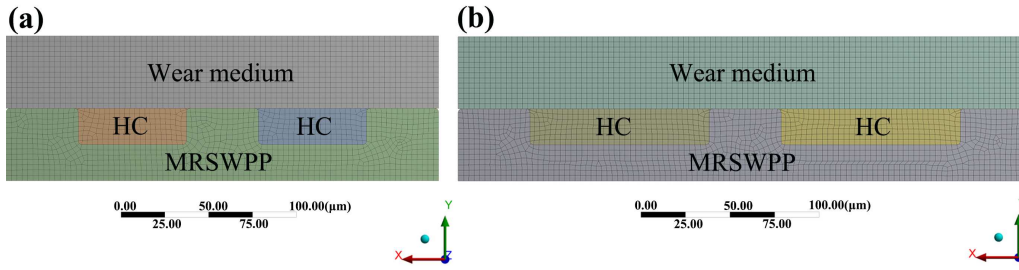 (a)
Wear medium
HC HC
MRSWPP
0.00 50.00 100.00(μm)
25.00 75.00
Y
X Z
(b)
Wear medium
HC HC
MRSWPP
0.00 50.00 100.00(μm)
25.00 75.00
X